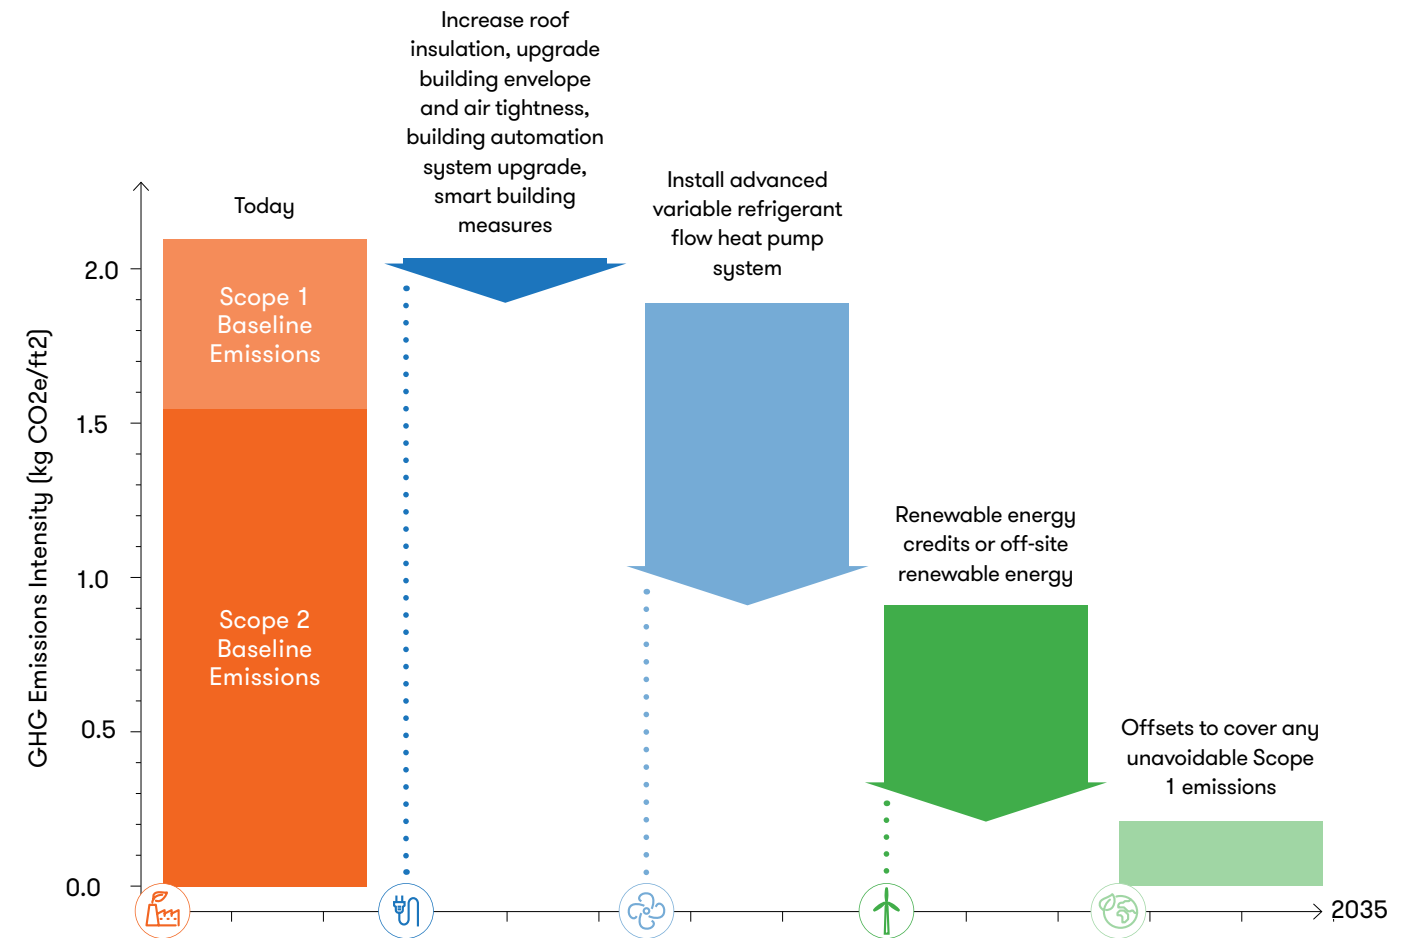 Increase roof
insulation, upgrade
building envelope
and air tightness,
building automation
system upgrade,
smart building
measures
Install advanced
variable refrigerant
flow heat pump
system
Today
2.0
Scope 1
Baseline
Emissions
GHG Emissions Intensity (kg CO2e/ft2)
1.5
Renewable energy
credits or off-site
renewable energy
1.0
Scope 2
Baseline
Emissions
0.5
Offsets to cover any
unavoidable Scope
1 emissions
0.0
2035